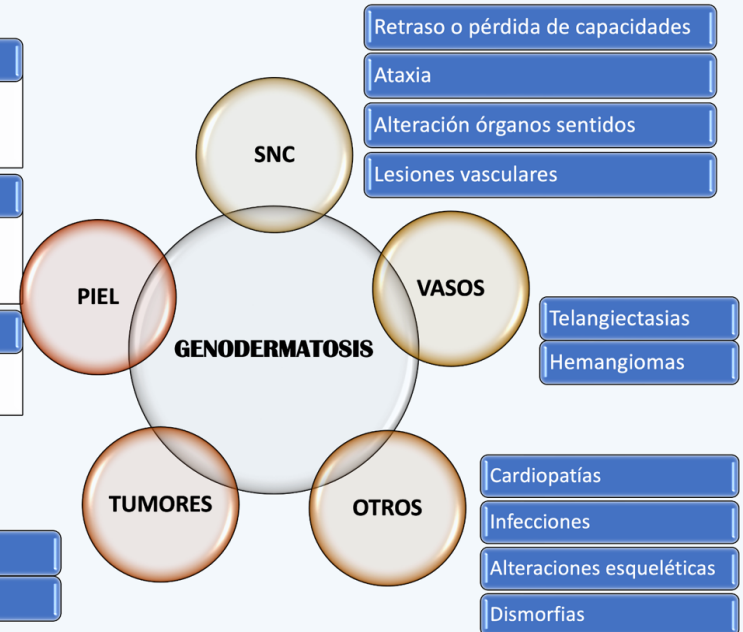 Retraso o pérdida de capacidades
Ataxia
Alteración órganos sentidos
Lesiones vasculares
SNC
PIEL
VASOS
GENODERMATOSIS
Telangiectasias
Hemangiomas
TUMORES
OTROS
Cardiopatías
Infecciones
Alteraciones esqueléticas
Dismorfias